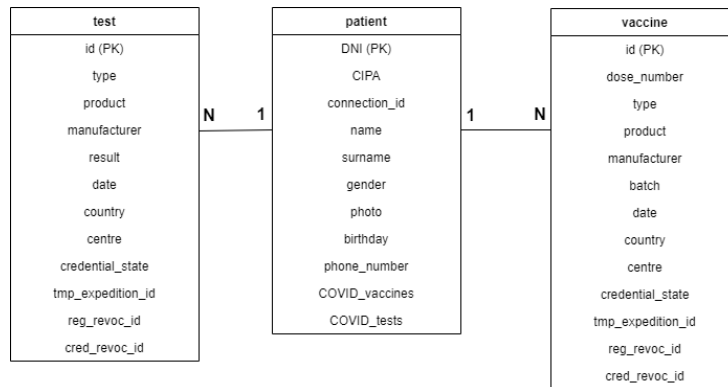 test
id (PK)
type
product
manufacturer
result
date
country
centre
credential_state
tmp_expedition_id
reg_revoc_id
cred_revoc_id
N
1
patient
DNI (PK)
CIPA
connection_id
name
surname
gender
photo
birthday
phone_number
COVID_vaccines
COVID_tests
1
N
vaccine
id (PK)
dose_number
type
product
manufacturer
batch
date
country
centre
credential_state
tmp_expedition_id
reg_revoc_id
cred_revoc_id